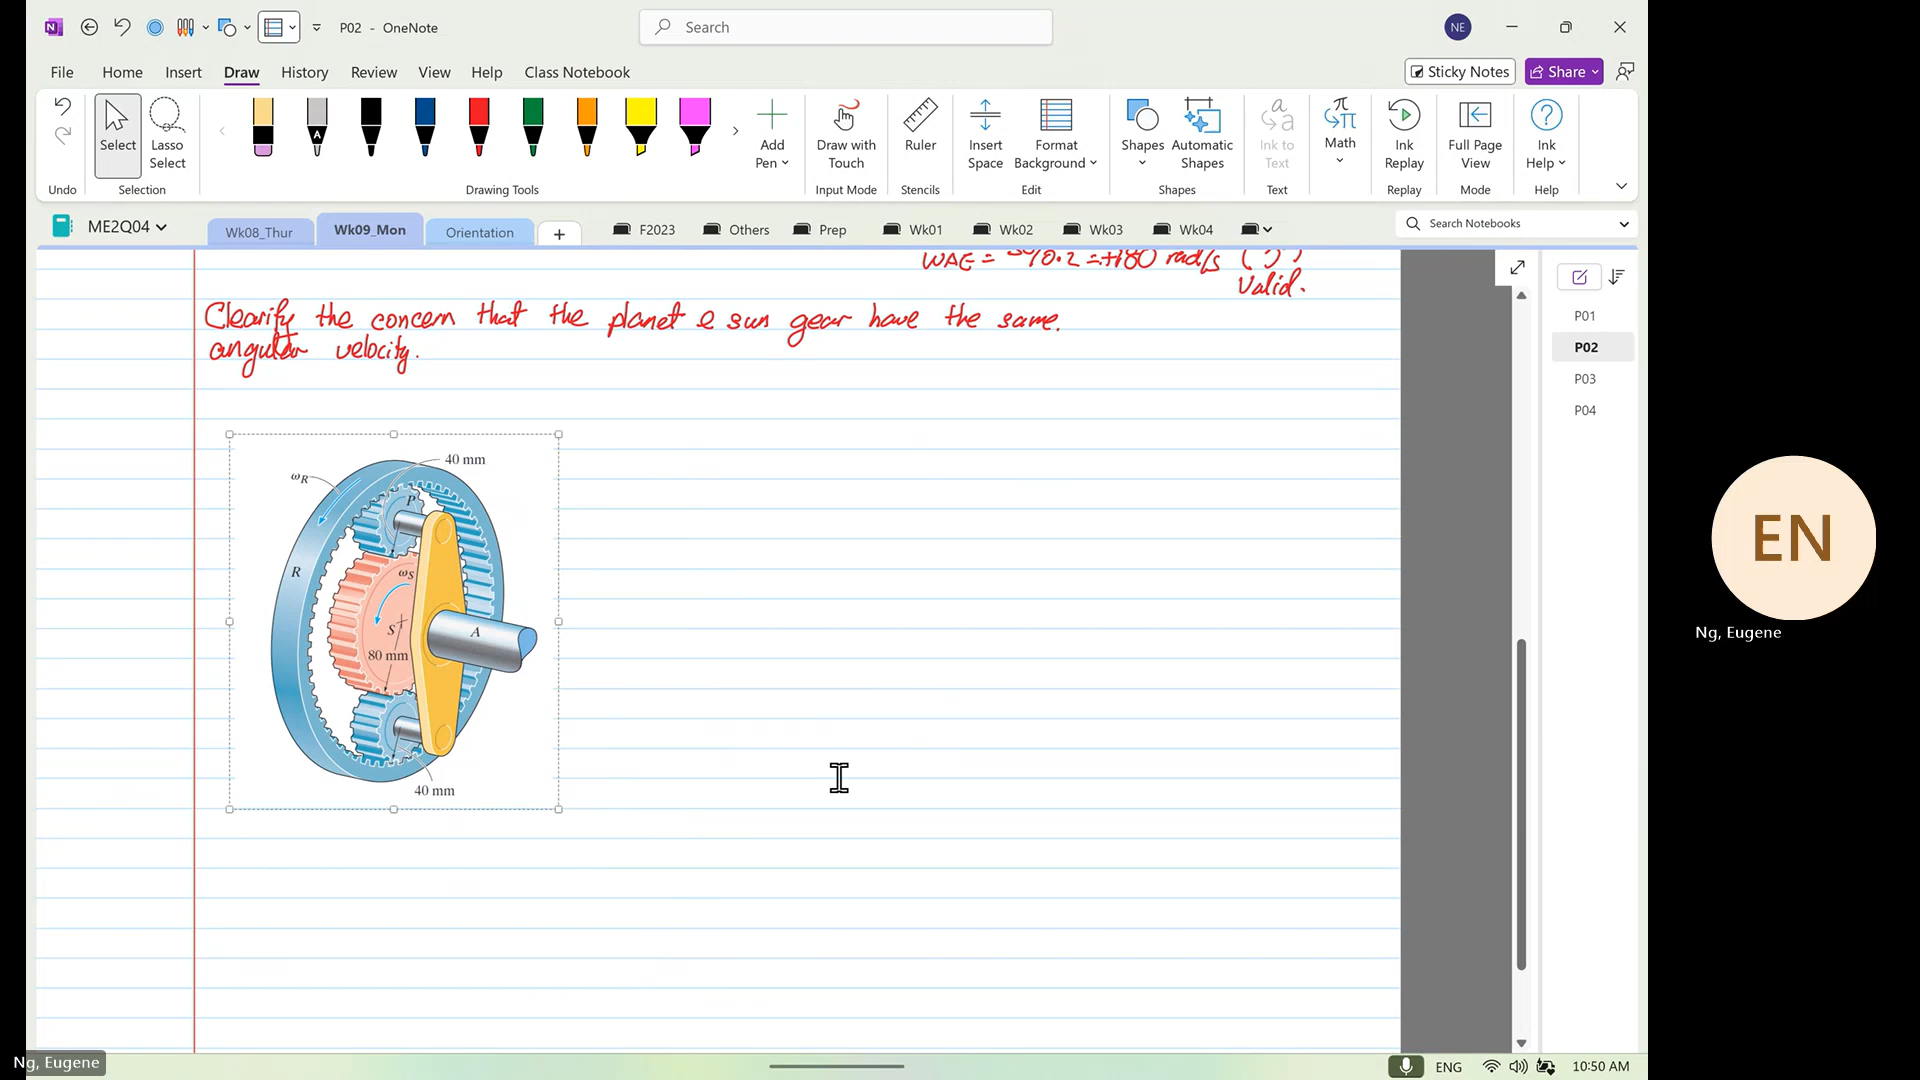 P02 - OneNote
Search
NE
File Home Insert Draw History Review View Help Class Notebook
Sticky Notes
Share
Undo
Select
Lasso Select
Selection
A
Drawing Tools
Add Pen
Draw with Touch
Input Mode
Ruler
Stencils
Insert Space
Format Background
Edit
Shapes
Automatic Shapes
Shapes
Ink to Text
Text
Math
Ink Replay
Replay
Full Page View
Mode
Ink Help
Help
ME2Q04
Wk08_Thur
Wk09_Mon
Orientation
F2023
Others
Prep
Wk01
Wk02
Wk03
Wk04
Search Notebooks
= +180 rad/s
Valid.
Clearify the concern that the planet e sun gear have the same.
angular velocity.
40 mm
ωR
P
R
ωS
S
A
80 mm
40 mm
P01
P02
P03
P04
EN
Ng, Eugene
Ng, Eugene
ENG
10:50 AM